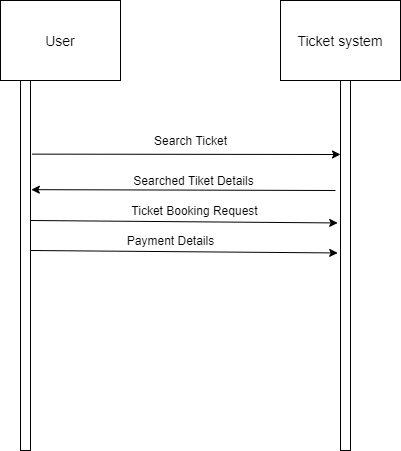 User
Ticket system
Search Ticket
Searched Tiket Details
Ticket Booking Request
Payment Details